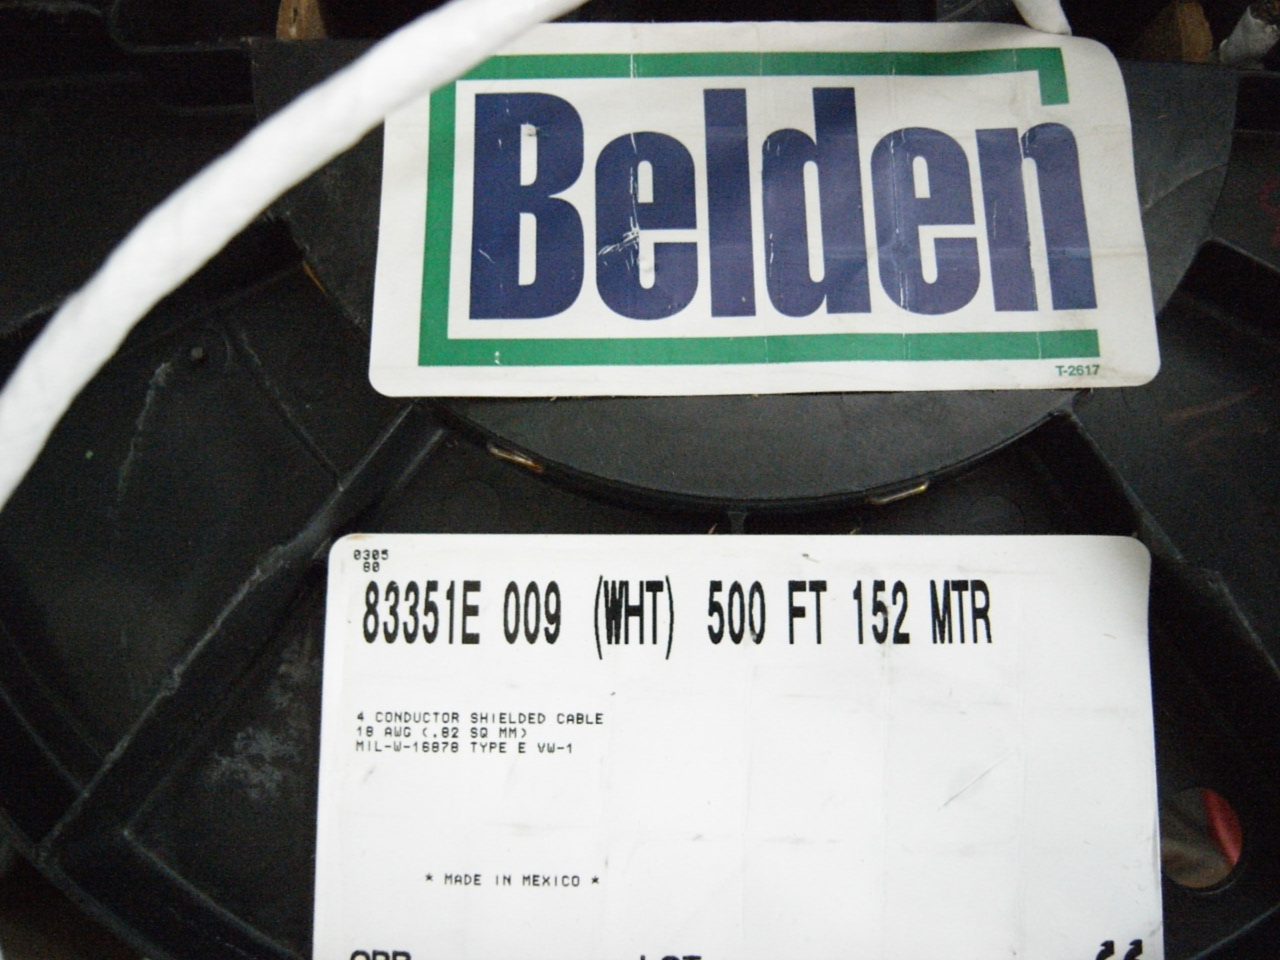 Belden
T-2617
0305
80
83351E 009 (WHT) 500 FT 152 MTR
4 CONDUCTOR SHIELDED CABLE
18 AWG (.82 SQ MM)
MIL-W-16878 TYPE E VW-1
* MADE IN MEXICO *